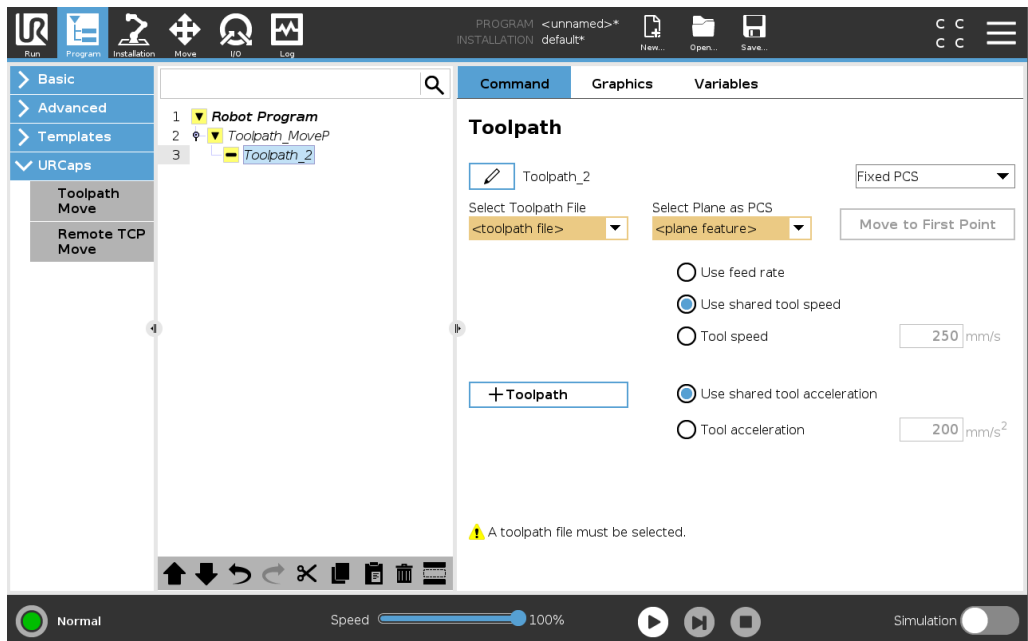 UR
PROGRAM <unnamed>*
INSTALLATION default*
C C
C C
Run Program Installation Move I/O Log New... Open... Save...
Basic
Advanced
Templates
URCaps
Toolpath
Move
Remote TCP
Move
1 Robot Program
2 Toolpath_MoveP
3 Toolpath_2
Command Graphics Variables
Toolpath
Toolpath_2
Fixed PCS
Select Toolpath File Select Plane as PCS
<toolpath file> <plane feature> Move to First Point
Use feed rate
Use shared tool speed
Tool speed 250 mm/s
+Toolpath Use shared tool acceleration
Tool acceleration 200 mm/s²
! A toolpath file must be selected.
Normal Speed 100% Simulation